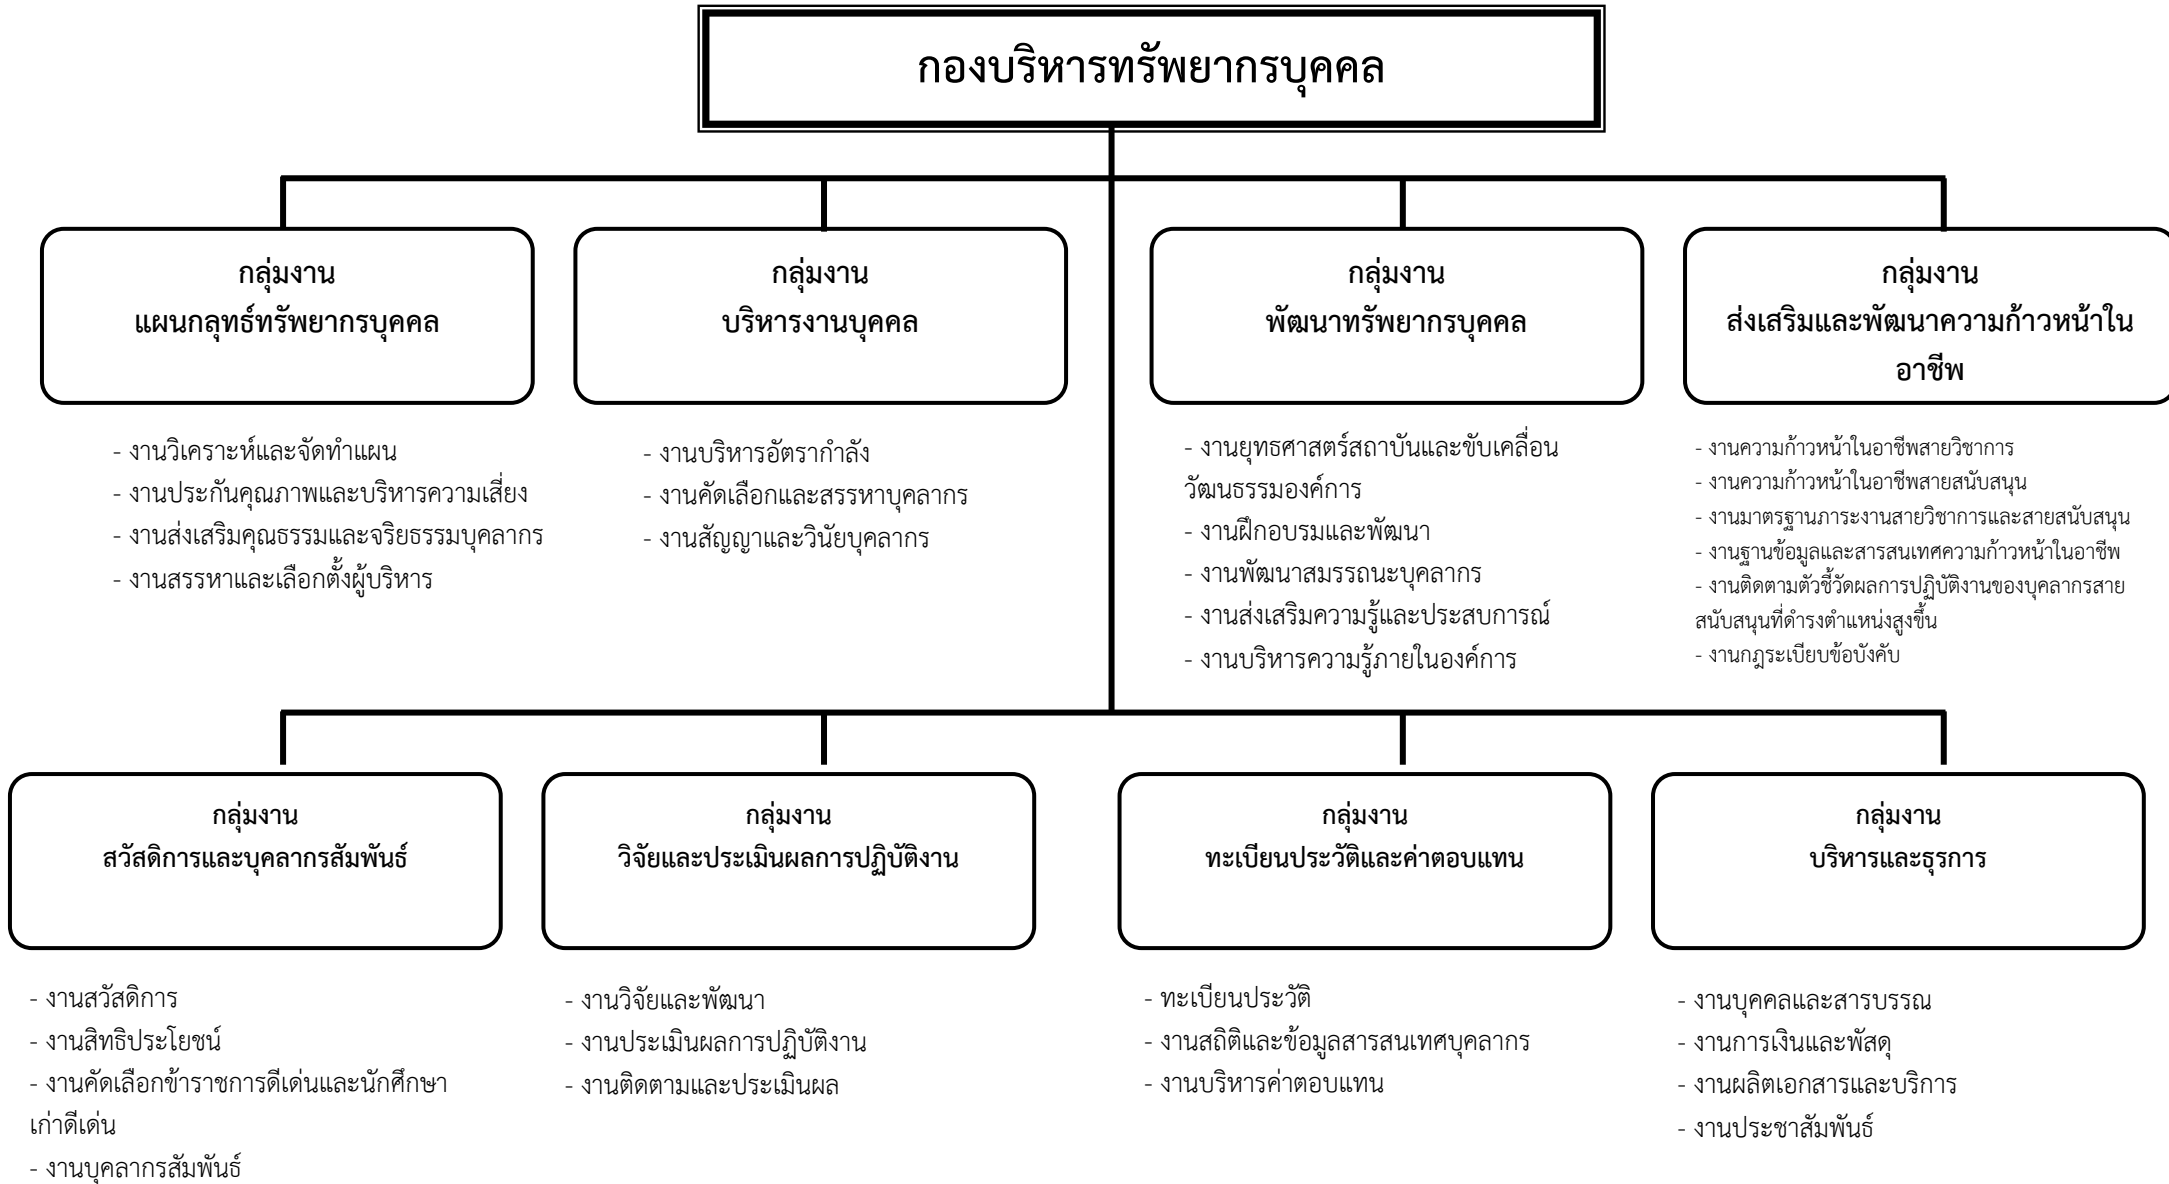 กองบริหารทรัพยากรบุคคล
กลุ่มงาน
แผนกลุทธ์ทรัพยากรบุคคล
- งานวิเคราะห์และจัดทำแผน
- งานประกันคุณภาพและบริหารความเสี่ยง
- งานส่งเสริมคุณธรรมและจริยธรรมบุคลากร
- งานสรรหาและเลือกตั้งผู้บริหาร
กลุ่มงาน
บริหารงานบุคคล
- งานบริหารอัตรากำลัง
- งานคัดเลือกและสรรหาบุคลากร
- งานสัญญาและวินัยบุคลากร
กลุ่มงาน
พัฒนาทรัพยากรบุคคล
- งานยุทธศาสตร์สถาบันและขับเคลื่อน
วัฒนธรรมองค์การ
- งานฝึกอบรมและพัฒนา
- งานพัฒนาสมรรถนะบุคลากร
- งานส่งเสริมความรู้และประสบการณ์
- งานบริหารความรู้ภายในองค์การ
กลุ่มงาน
ส่งเสริมและพัฒนาความก้าวหน้าใน
อาชีพ
- งานความก้าวหน้าในอาชีพสายวิชาการ
- งานความก้าวหน้าในอาชีพสายสนับสนุน
- งานมาตรฐานภาระงานสายวิชาการและสายสนับสนุน
- งานฐานข้อมูลและสารสนเทศความก้าวหน้าในอาชีพ
- งานติดตามตัวชี้วัดผลการปฏิบัติงานของบุคลากรสาย
สนับสนุนที่ดำรงตำแหน่งสูงขึ้น
- งานกฎระเบียบข้อบังคับ
กลุ่มงาน
สวัสดิการและบุคลากรสัมพันธ์
- งานสวัสดิการ
- งานสิทธิประโยชน์
- งานคัดเลือกข้าราชการดีเด่นและนักศึกษา
เก่าดีเด่น
- งานบุคลากรสัมพันธ์
กลุ่มงาน
วิจัยและประเมินผลการปฏิบัติงาน
- งานวิจัยและพัฒนา
- งานประเมินผลการปฏิบัติงาน
- งานติดตามและประเมินผล
กลุ่มงาน
ทะเบียนประวัติและค่าตอบแทน
- ทะเบียนประวัติ
- งานสถิติและข้อมูลสารสนเทศบุคลากร
- งานบริหารค่าตอบแทน
กลุ่มงาน
บริหารและธุรการ
- งานบุคคลและสารบรรณ
- งานการเงินและพัสดุ
- งานผลิตเอกสารและบริการ
- งานประชาสัมพันธ์